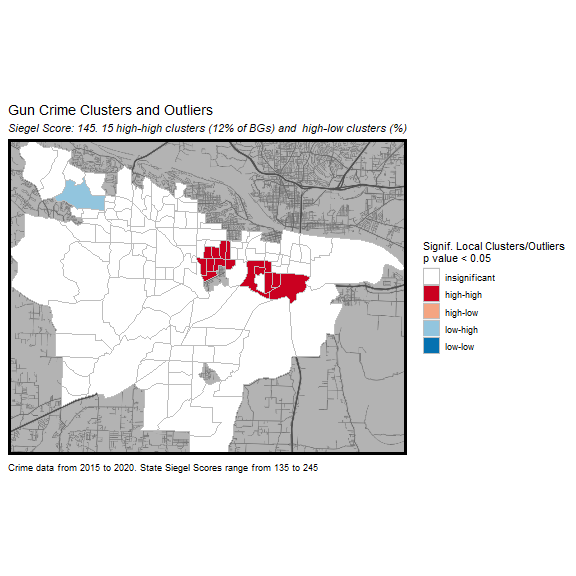 Gun Crime Clusters and Outliers
Siegel Score: 145. 15 high-high clusters (12% of BGs) and  high-low clusters (%)
Signif. Local Clusters/Outliers
p value < 0.05
insignificant
high-high
high-low
low-high
low-low
Crime data from 2015 to 2020. State Siegel Scores range from 135 to 245